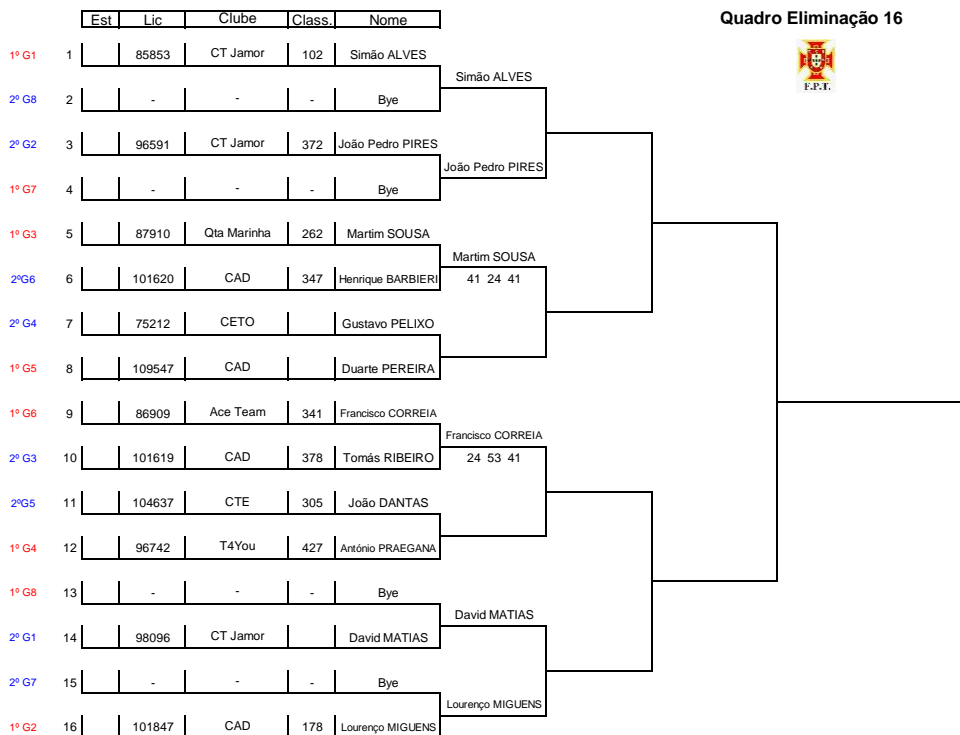 Quadro Eliminação 16
F.P.T.
Est Lic Clube Class. Nome
1º G1 1 85853 CT Jamor 102 Simão ALVES
Simão ALVES
2º G8 2 - - - Bye
2º G2 3 96591 CT Jamor 372 João Pedro PIRES
João Pedro PIRES
1º G7 4 - - - Bye
1º G3 5 87910 Qta Marinha 262 Martim SOUSA
Martim SOUSA
2ºG6 6 101620 CAD 347 Henrique BARBIERI 41 24 41
2º G4 7 75212 CETO Gustavo PELIXO
1º G5 8 109547 CAD Duarte PEREIRA
1º G6 9 86909 Ace Team 341 Francisco CORREIA
Francisco CORREIA
2º G3 10 101619 CAD 378 Tomás RIBEIRO 24 53 41
2ºG5 11 104637 CTE 305 João DANTAS
1º G4 12 96742 T4You 427 António PRAEGANA
1º G8 13 - - - Bye
David MATIAS
2º G1 14 98096 CT Jamor David MATIAS
2º G7 15 - - - Bye
Lourenço MIGUENS
1º G2 16 101847 CAD 178 Lourenço MIGUENS